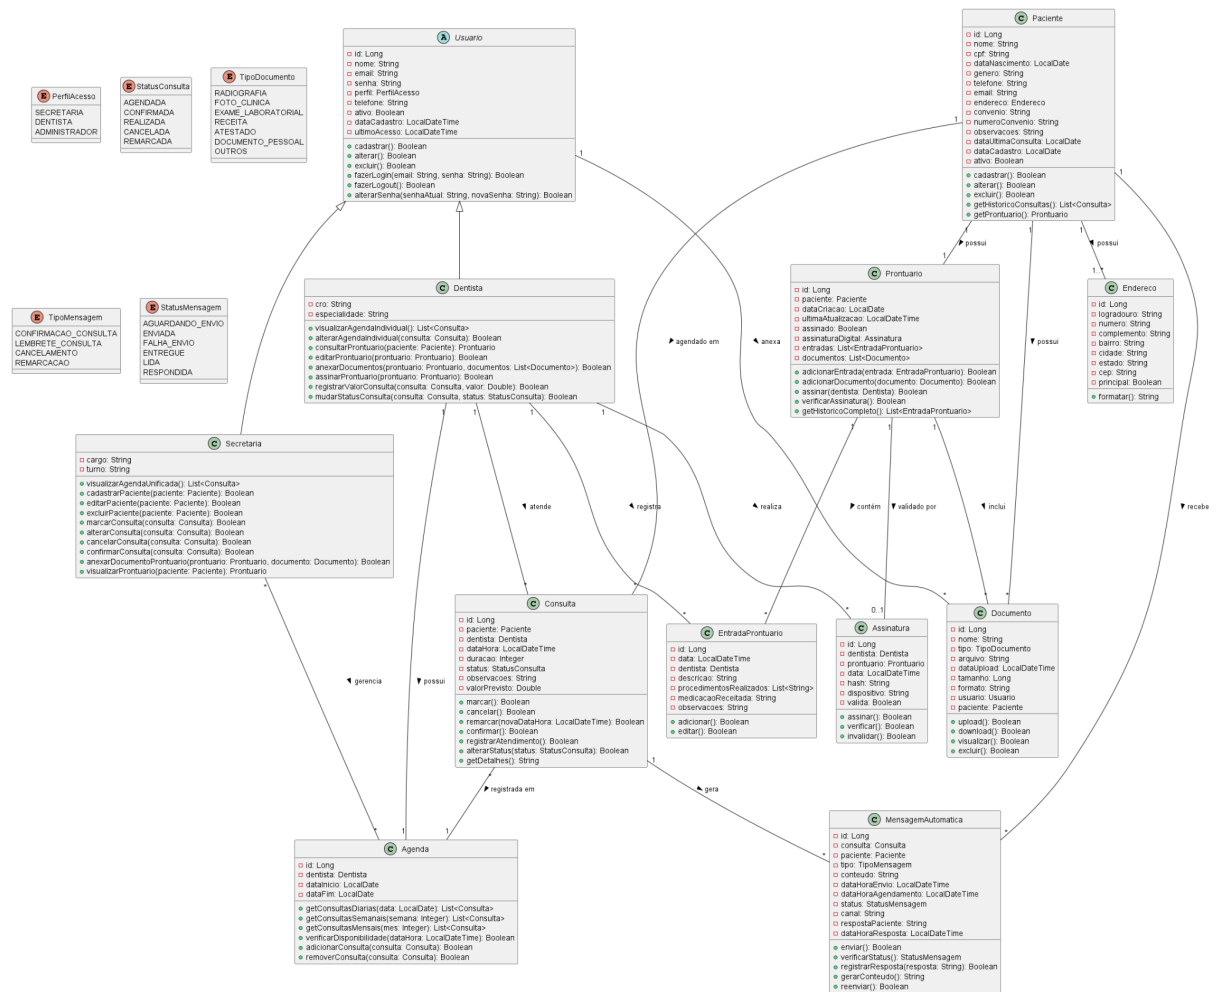 Usuario
id: Long
nome: String
email: String
senha: String
perfil: PerfilAcesso
telefone: String
ativo: Boolean
dataCadastro: LocalDateTime
ultimoAcesso: LocalDateTime
cadastrar(): Boolean
alterar(): Boolean
excluir(): Boolean
fazerLogin(email: String, senha: String): Boolean
fazerLogout(): Boolean
alterarSenha(senhaAtual: String, novaSenha: String): Boolean
Paciente
id: Long
nome: String
cpf: String
dataNascimento: LocalDate
genero: String
telefone: String
email: String
endereco: Endereco
convenio: String
numeroConvenio: String
observacoes: String
dataUltimaConsulta: LocalDate
dataCadastro: LocalDate
ativo: Boolean
cadastrar(): Boolean
alterar(): Boolean
excluir(): Boolean
getHistoricoConsultas(): List<Consulta>
getProntuario(): Prontuario
PerfilAcesso
SECRETARIA
DENTISTA
ADMINISTRADOR
StatusConsulta
AGENDADA
CONFIRMADA
REALIZADA
CANCELADA
REMARCADA
TipoDocumento
RADIOGRAFIA
FOTO_CLINICA
EXAME_LABORATORIAL
RECEITA
ATESTADO
DOCUMENTO_PESSOAL
OUTROS
1
1
1
1
1
1
possui
possui
1
1..*
TipoMensagem
CONFIRMACAO_CONSULTA
LEMBRETE_CONSULTA
CANCELAMENTO
REMARCACAO
StatusMensagem
AGUARDANDO_ENVIO
ENVIADA
FALHA_ENVIO
ENTREGUE
LIDA
RESPONDIDA
Dentista
cro: String
especialidade: String
visualizarAgendaIndividual(): List<Consulta>
alterarAgendaIndividual(consulta: Consulta): Boolean
consultarProntuario(paciente: Paciente): Prontuario
editarProntuario(prontuario: Prontuario): Boolean
anexarDocumentos(prontuario: Prontuario, documentos: List<Documento>): Boolean
assinarProntuario(prontuario: Prontuario): Boolean
registrarValorConsulta(consulta: Consulta, valor: Double): Boolean
mudarStatusConsulta(consulta: Consulta, status: StatusConsulta): Boolean
agendado em
anexa
Prontuario
id: Long
paciente: Paciente
dataCriacao: LocalDate
ultimaAtualizacao: LocalDateTime
assinado: Boolean
assinaturaDigital: Assinatura
entradas: List<EntradaProntuario>
documentos: List<Documento>
adicionarEntrada(entrada: EntradaProntuario): Boolean
adicionarDocumento(documento: Documento): Boolean
assinar(dentista: Dentista): Boolean
verificarAssinatura(): Boolean
getHistoricoCompleto(): List<EntradaProntuario>
possui
Endereco
id: Long
logradouro: String
numero: String
complemento: String
bairro: String
cidade: String
estado: String
cep: String
principal: Boolean
formatar(): String
1
1
1
1
1
1
1
Secretaria
cargo: String
turno: String
visualizarAgendaUnificada(): List<Consulta>
cadastrarPaciente(paciente: Paciente): Boolean
editarPaciente(paciente: Paciente): Boolean
excluirPaciente(paciente: Paciente): Boolean
marcarConsulta(consulta: Consulta): Boolean
alterarConsulta(consulta: Consulta): Boolean
cancelarConsulta(consulta: Consulta): Boolean
confirmarConsulta(consulta: Consulta): Boolean
anexarDocumentoProntuario(prontuario: Prontuario, documento: Documento): Boolean
visualizarProntuario(paciente: Paciente): Prontuario
atende
registra
realiza
contém
validado por
inclui
recebe
*
*
*
*
*
*
0..1
*
*
*
Consulta
id: Long
paciente: Paciente
dentista: Dentista
dataHora: LocalDateTime
duracao: Integer
status: StatusConsulta
observacoes: String
valorPrevisto: Double
marcar(): Boolean
cancelar(): Boolean
remarcar(novaDataHora: LocalDateTime): Boolean
confirmar(): Boolean
registrarAtendimento(): Boolean
alterarStatus(status: StatusConsulta): Boolean
getDetalhes(): String
EntradaProntuario
id: Long
data: LocalDateTime
dentista: Dentista
descricao: String
procedimentosRealizados: List<String>
medicacaoReceitada: String
observacoes: String
adicionar(): Boolean
editar(): Boolean
Assinatura
id: Long
dentista: Dentista
prontuario: Prontuario
data: LocalDateTime
hash: String
dispositivo: String
valida: Boolean
assinar(): Boolean
verificar(): Boolean
invalidar(): Boolean
Documento
id: Long
nome: String
tipo: TipoDocumento
arquivo: String
dataUpload: LocalDateTime
tamanho: Long
formato: String
usuario: Usuario
paciente: Paciente
upload(): Boolean
download(): Boolean
visualizar(): Boolean
excluir(): Boolean
gerencia
possui
*
1
registrada em
gera
*
1
1
*
*
Agenda
id: Long
dentista: Dentista
dataInicio: LocalDate
dataFim: LocalDate
getConsultasDiarias(data: LocalDate): List<Consulta>
getConsultasSemanais(semana: Integer): List<Consulta>
getConsultasMensais(mes: Integer): List<Consulta>
verificarDisponibilidade(dataHora: LocalDateTime): Boolean
adicionarConsulta(consulta: Consulta): Boolean
removerConsulta(consulta: Consulta): Boolean
MensagemAutomatica
id: Long
consulta: Consulta
paciente: Paciente
tipo: TipoMensagem
conteudo: String
dataHoraEnvio: LocalDateTime
dataHoraAgendamento: LocalDateTime
status: StatusMensagem
canal: String
respostaPaciente: String
dataHoraResposta: LocalDateTime
enviar(): Boolean
verificarStatus(): StatusMensagem
registrarResposta(resposta: String): Boolean
gerarConteudo(): String
reenviar(): Boolean